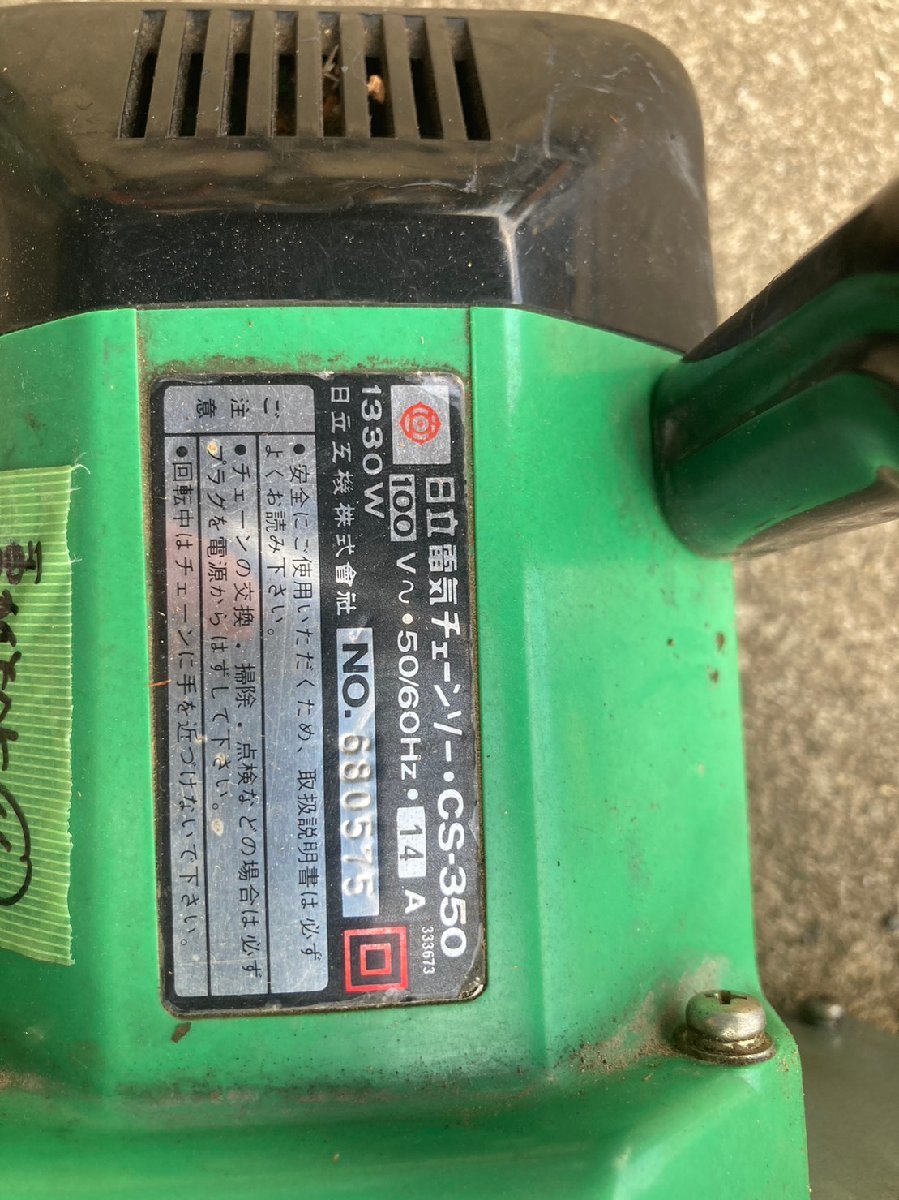 日立電気チェーンソー・CS-350
100 V〜・50/60Hz・14 A
333673
1330W
日立工機株式會社 NO. 680575
ご注意
• 安全にご使用いただくため、取扱説明書は必ず
よくお読み下さい。
• チェーンの交換・掃除・点検などの場合は必ず
プラグを電源からはずして下さい。
• 回転中はチェーンに手を近づけないで下さい。